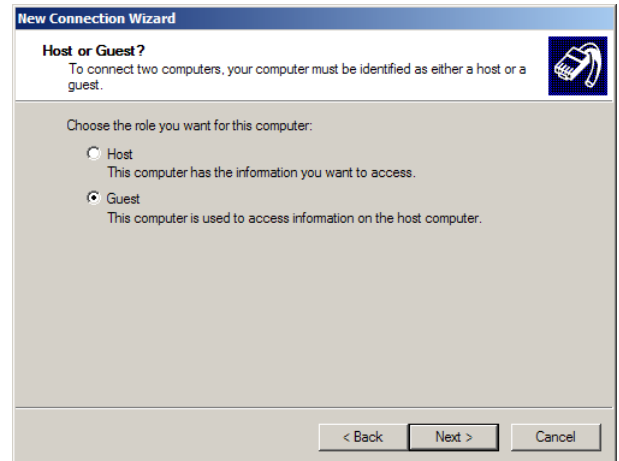 New Connection Wizard
Host or Guest?
To connect two computers, your computer must be identified as either a host or a
guest.
Choose the role you want for this computer:
Host
This computer has the information you want to access.
Guest
This computer is used to access information on the host computer.
< Back Next > Cancel